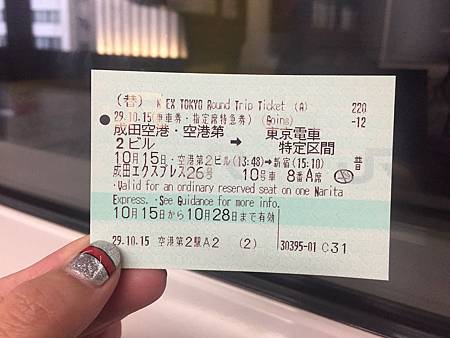 (替) N'EX TOKYO Round Trip Ticket (A) 220
29.10.15(乗車券・指定席特急券) (Going) -12
成田空港・空港第2ビル → 東京電車特定区間
10月15日・空港第2ビル(13:48)→新宿(15:10)
成田エクスプレス26号 10号車 8番A席
・Valid for an ordinary reserved seat on one Narita
Express. ・See Guidance for more info.
10月15日から10月28日まで有効
29.10.15 空港第2駅A2 (2) 30395-01 C31